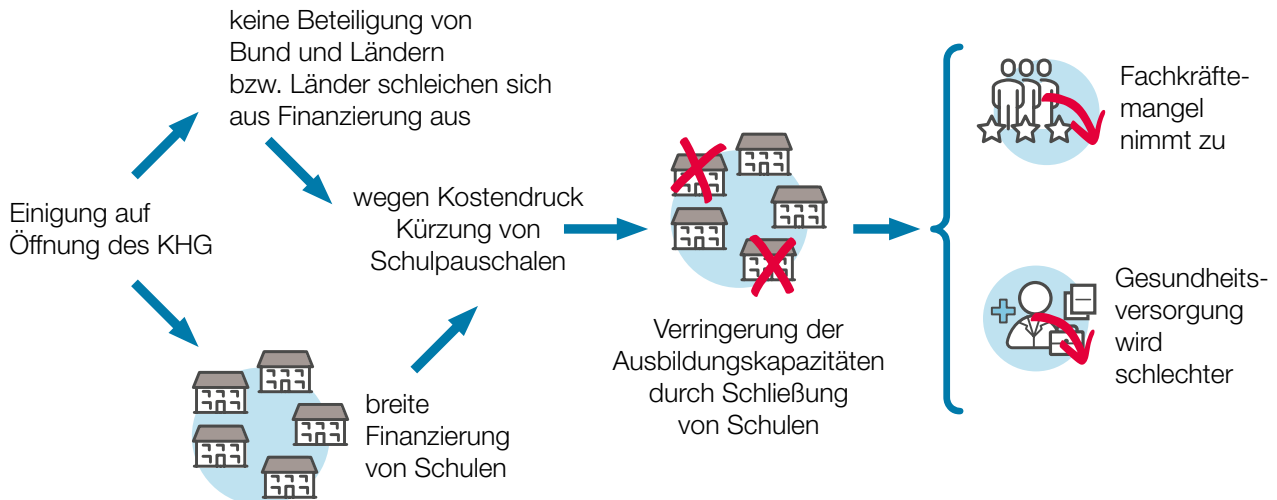 keine Beteiligung von
Bund und Ländern
bzw. Länder schleichen sich
aus Finanzierung aus
Einigung auf
Öffnung des KHG
wegen Kostendruck
Kürzung von
Schulpauschalen
breite
Finanzierung
von Schulen
Verringerung der
Ausbildungskapazitäten
durch Schließung
von Schulen
Fachkräfte-
mangel
nimmt zu
Gesundheits-
versorgung
wird
schlechter